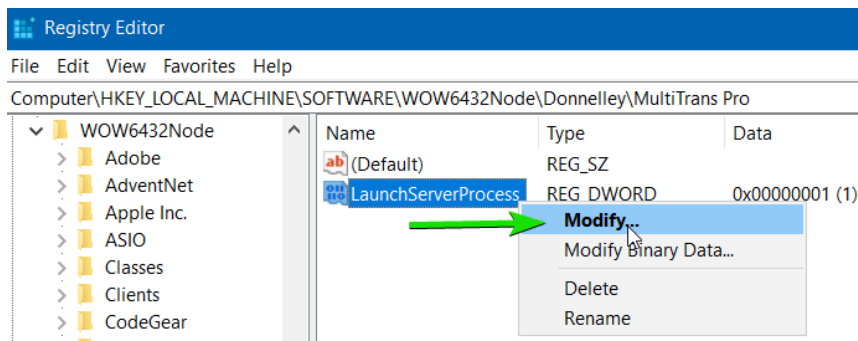 Registry Editor
File Edit View Favorites Help
Computer\HKEY_LOCAL_MACHINE\SOFTWARE\WOW6432Node\Donnelley\MultiTrans Pro
WOW6432Node
Adobe
AdventNet
Apple Inc.
ASIO
Classes
Clients
CodeGear
Name Type Data
ab (Default) REG_SZ
LaunchServerProcess REG_DWORD 0x00000001 (1)
Modify...
Modify Binary Data...
Delete
Rename